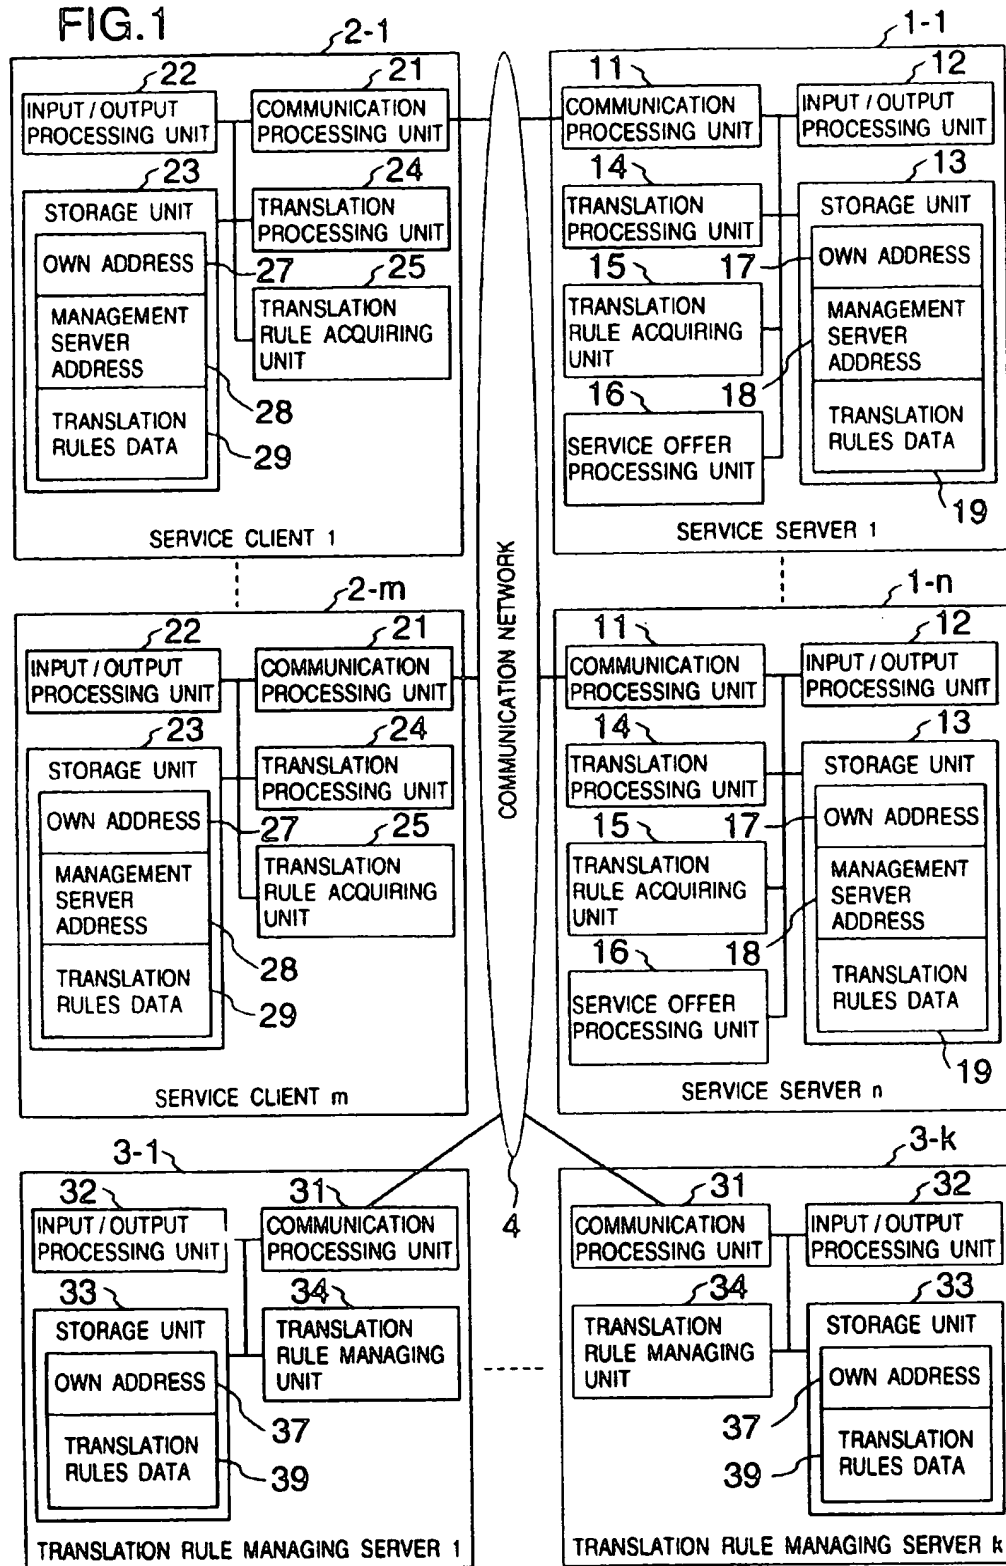 FIG.1
2-1
22
21
INPUT / OUTPUT
PROCESSING UNIT
COMMUNICATION
PROCESSING UNIT
23
24
STORAGE UNIT
TRANSLATION
PROCESSING UNIT
OWN ADDRESS
27
25
MANAGEMENT
SERVER
ADDRESS
TRANSLATION
RULE ACQUIRING
UNIT
28
TRANSLATION
RULES DATA
29
SERVICE CLIENT 1
1-1
11
12
COMMUNICATION
PROCESSING UNIT
INPUT / OUTPUT
PROCESSING UNIT
14
13
TRANSLATION
PROCESSING UNIT
STORAGE UNIT
15
17
OWN ADDRESS
TRANSLATION
RULE ACQUIRING
UNIT
MANAGEMENT
SERVER
ADDRESS
16
18
SERVICE OFFER
PROCESSING UNIT
TRANSLATION
RULES DATA
19
SERVICE SERVER 1
COMMUNICATION NETWORK
2-m
22
21
INPUT / OUTPUT
PROCESSING UNIT
COMMUNICATION
PROCESSING UNIT
23
24
STORAGE UNIT
TRANSLATION
PROCESSING UNIT
OWN ADDRESS
27
25
MANAGEMENT
SERVER
ADDRESS
TRANSLATION
RULE ACQUIRING
UNIT
28
TRANSLATION
RULES DATA
29
SERVICE CLIENT m
1-n
11
12
COMMUNICATION
PROCESSING UNIT
INPUT / OUTPUT
PROCESSING UNIT
14
13
TRANSLATION
PROCESSING UNIT
STORAGE UNIT
15
17
OWN ADDRESS
TRANSLATION
RULE ACQUIRING
UNIT
MANAGEMENT
SERVER
ADDRESS
16
18
SERVICE OFFER
PROCESSING UNIT
TRANSLATION
RULES DATA
19
SERVICE SERVER n
4
3-1
32
31
INPUT / OUTPUT
PROCESSING UNIT
COMMUNICATION
PROCESSING UNIT
33
34
STORAGE UNIT
TRANSLATION
RULE MANAGING
UNIT
OWN ADDRESS
37
TRANSLATION
RULES DATA
39
TRANSLATION RULE MANAGING SERVER 1
3-k
31
32
COMMUNICATION
PROCESSING UNIT
INPUT / OUTPUT
PROCESSING UNIT
34
33
TRANSLATION
RULE MANAGING
UNIT
STORAGE UNIT
OWN ADDRESS
37
TRANSLATION
RULES DATA
39
TRANSLATION RULE MANAGING SERVER k